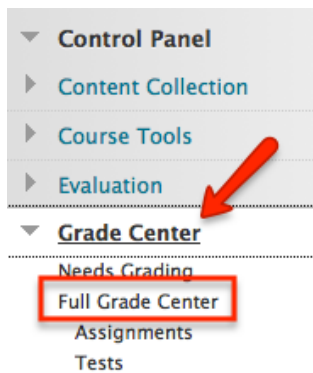 Control Panel
Content Collection
Course Tools
Evaluation
Grade Center
Needs Grading
Full Grade Center
Assignments
Tests